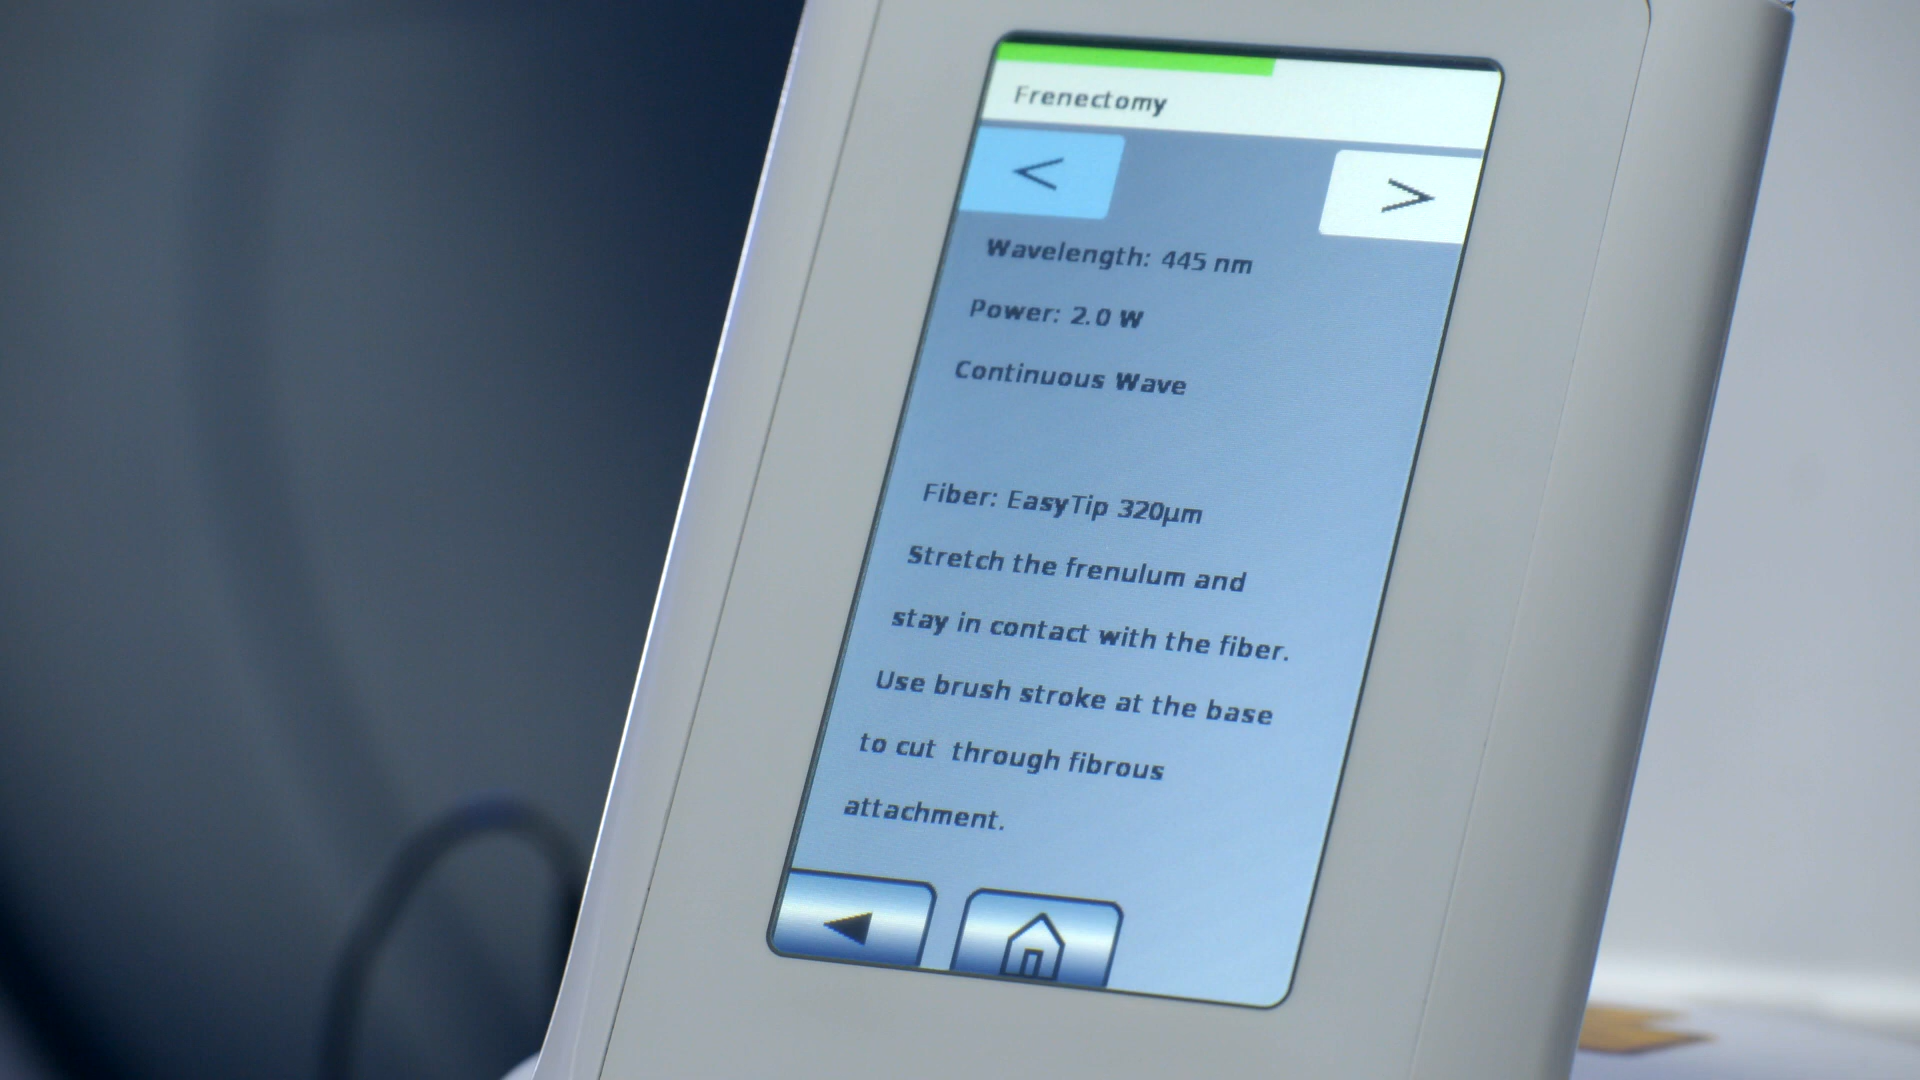 Frenectomy
< >
Wavelength: 445 nm
Power: 2.0 W
Continuous Wave
Fiber: EasyTip 320µm
Stretch the frenulum and
stay in contact with the fiber.
Use brush stroke at the base
to cut through fibrous
attachment.